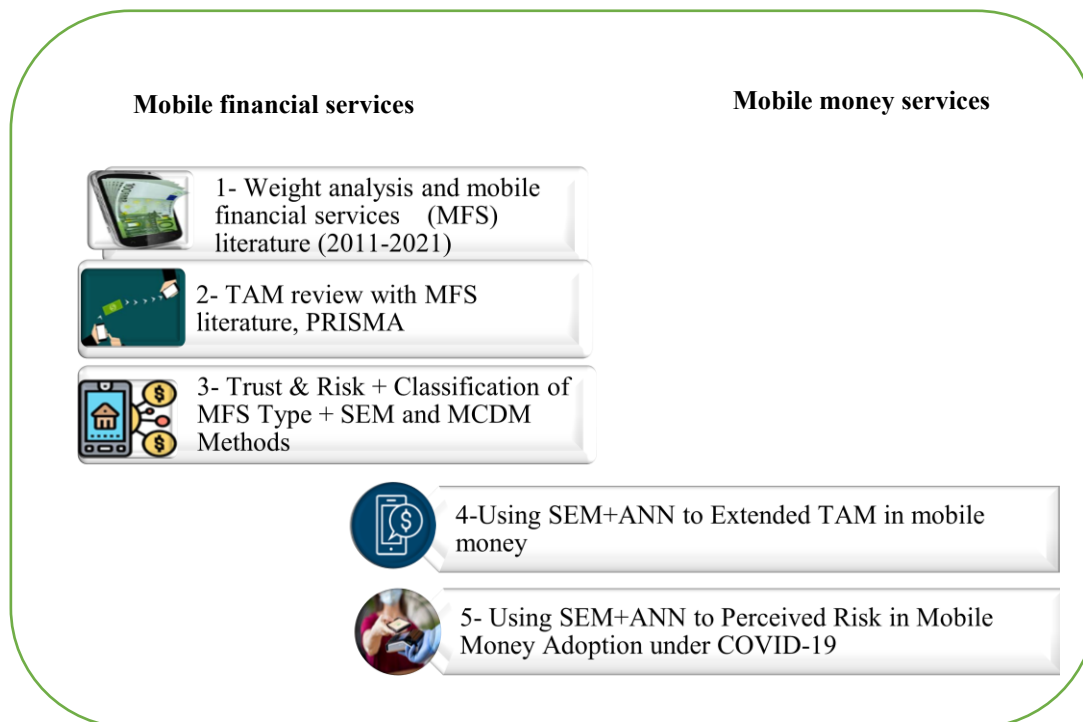 Mobile financial services
Mobile money services
1- Weight analysis and mobile
financial services (MFS)
literature (2011-2021)
2- TAM review with MFS
literature, PRISMA
3- Trust & Risk + Classification of
MFS Type + SEM and MCDM
Methods
4-Using SEM+ANN to Extended TAM in mobile
money
5- Using SEM+ANN to Perceived Risk in Mobile
Money Adoption under COVID-19